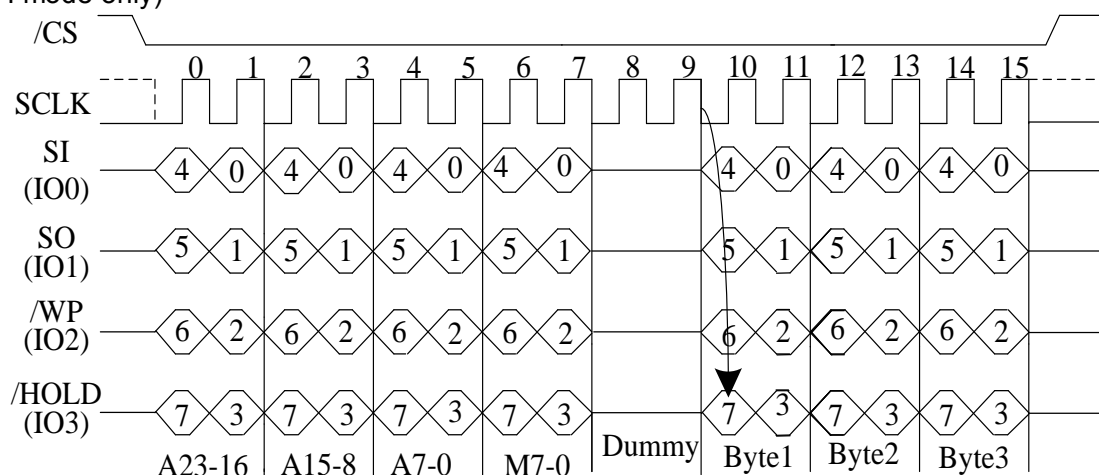 mode only)
/CS
0 1 2 3 4 5 6 7 8 9 10 11 12 13 14 15
SCLK
SI
(IO0)
4 0 4 0 4 0 4 0 4 0 4 0 4 0
SO
(IO1)
5 1 5 1 5 1 5 1 5 1 5 1 5 1
/WP
(IO2)
6 2 6 2 6 2 6 2 6 2 6 2 6 2
/HOLD
(IO3)
7 3 7 3 7 3 7 3 7 3 7 3 7 3
A23-16 A15-8 A7-0 M7-0 Dummy Byte1 Byte2 Byte3